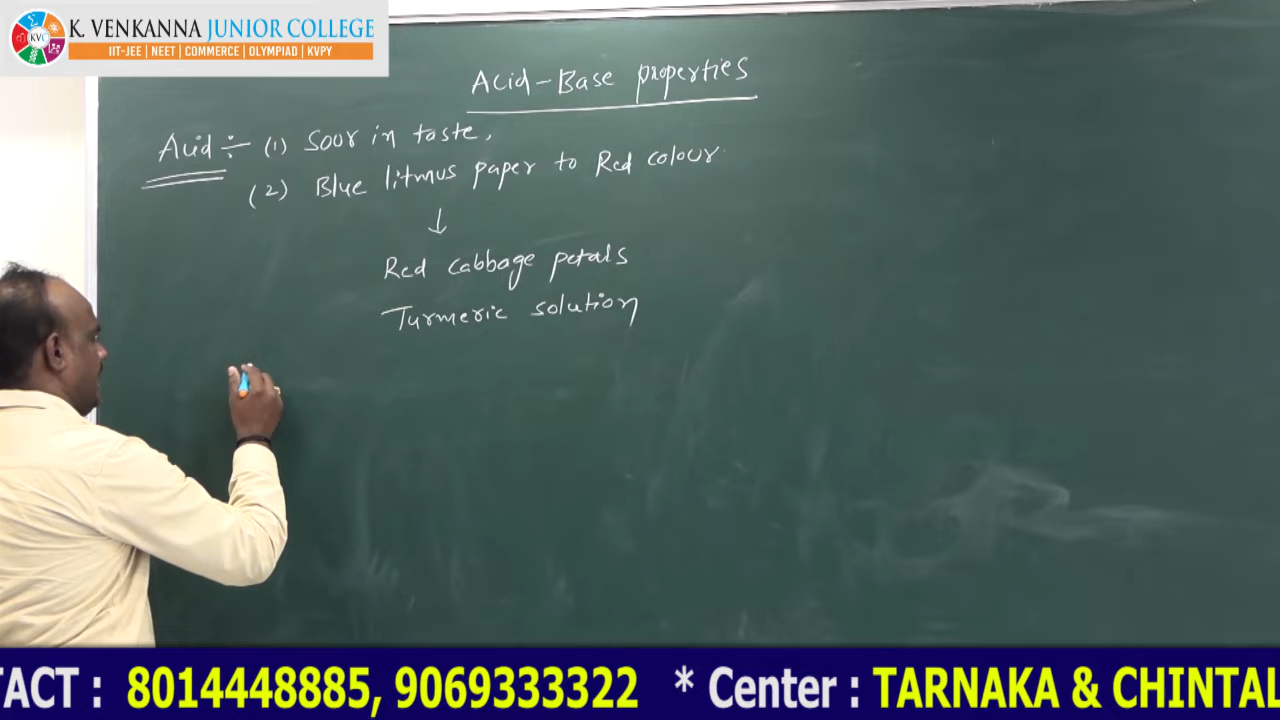 KVC
K. VENKANNA JUNIOR COLLEGE
IIT-JEE | NEET | COMMERCE | OLYMPIAD | KVPY
Acid-Base properties
Acid ÷ (1) Soor in taste,
(2) Blue litmus paper to Red colour.
↓
Red cabbage petals
Turmeric solution
TACT : 8014448885, 9069333322 * Center : TARNAKA & CHINTAL